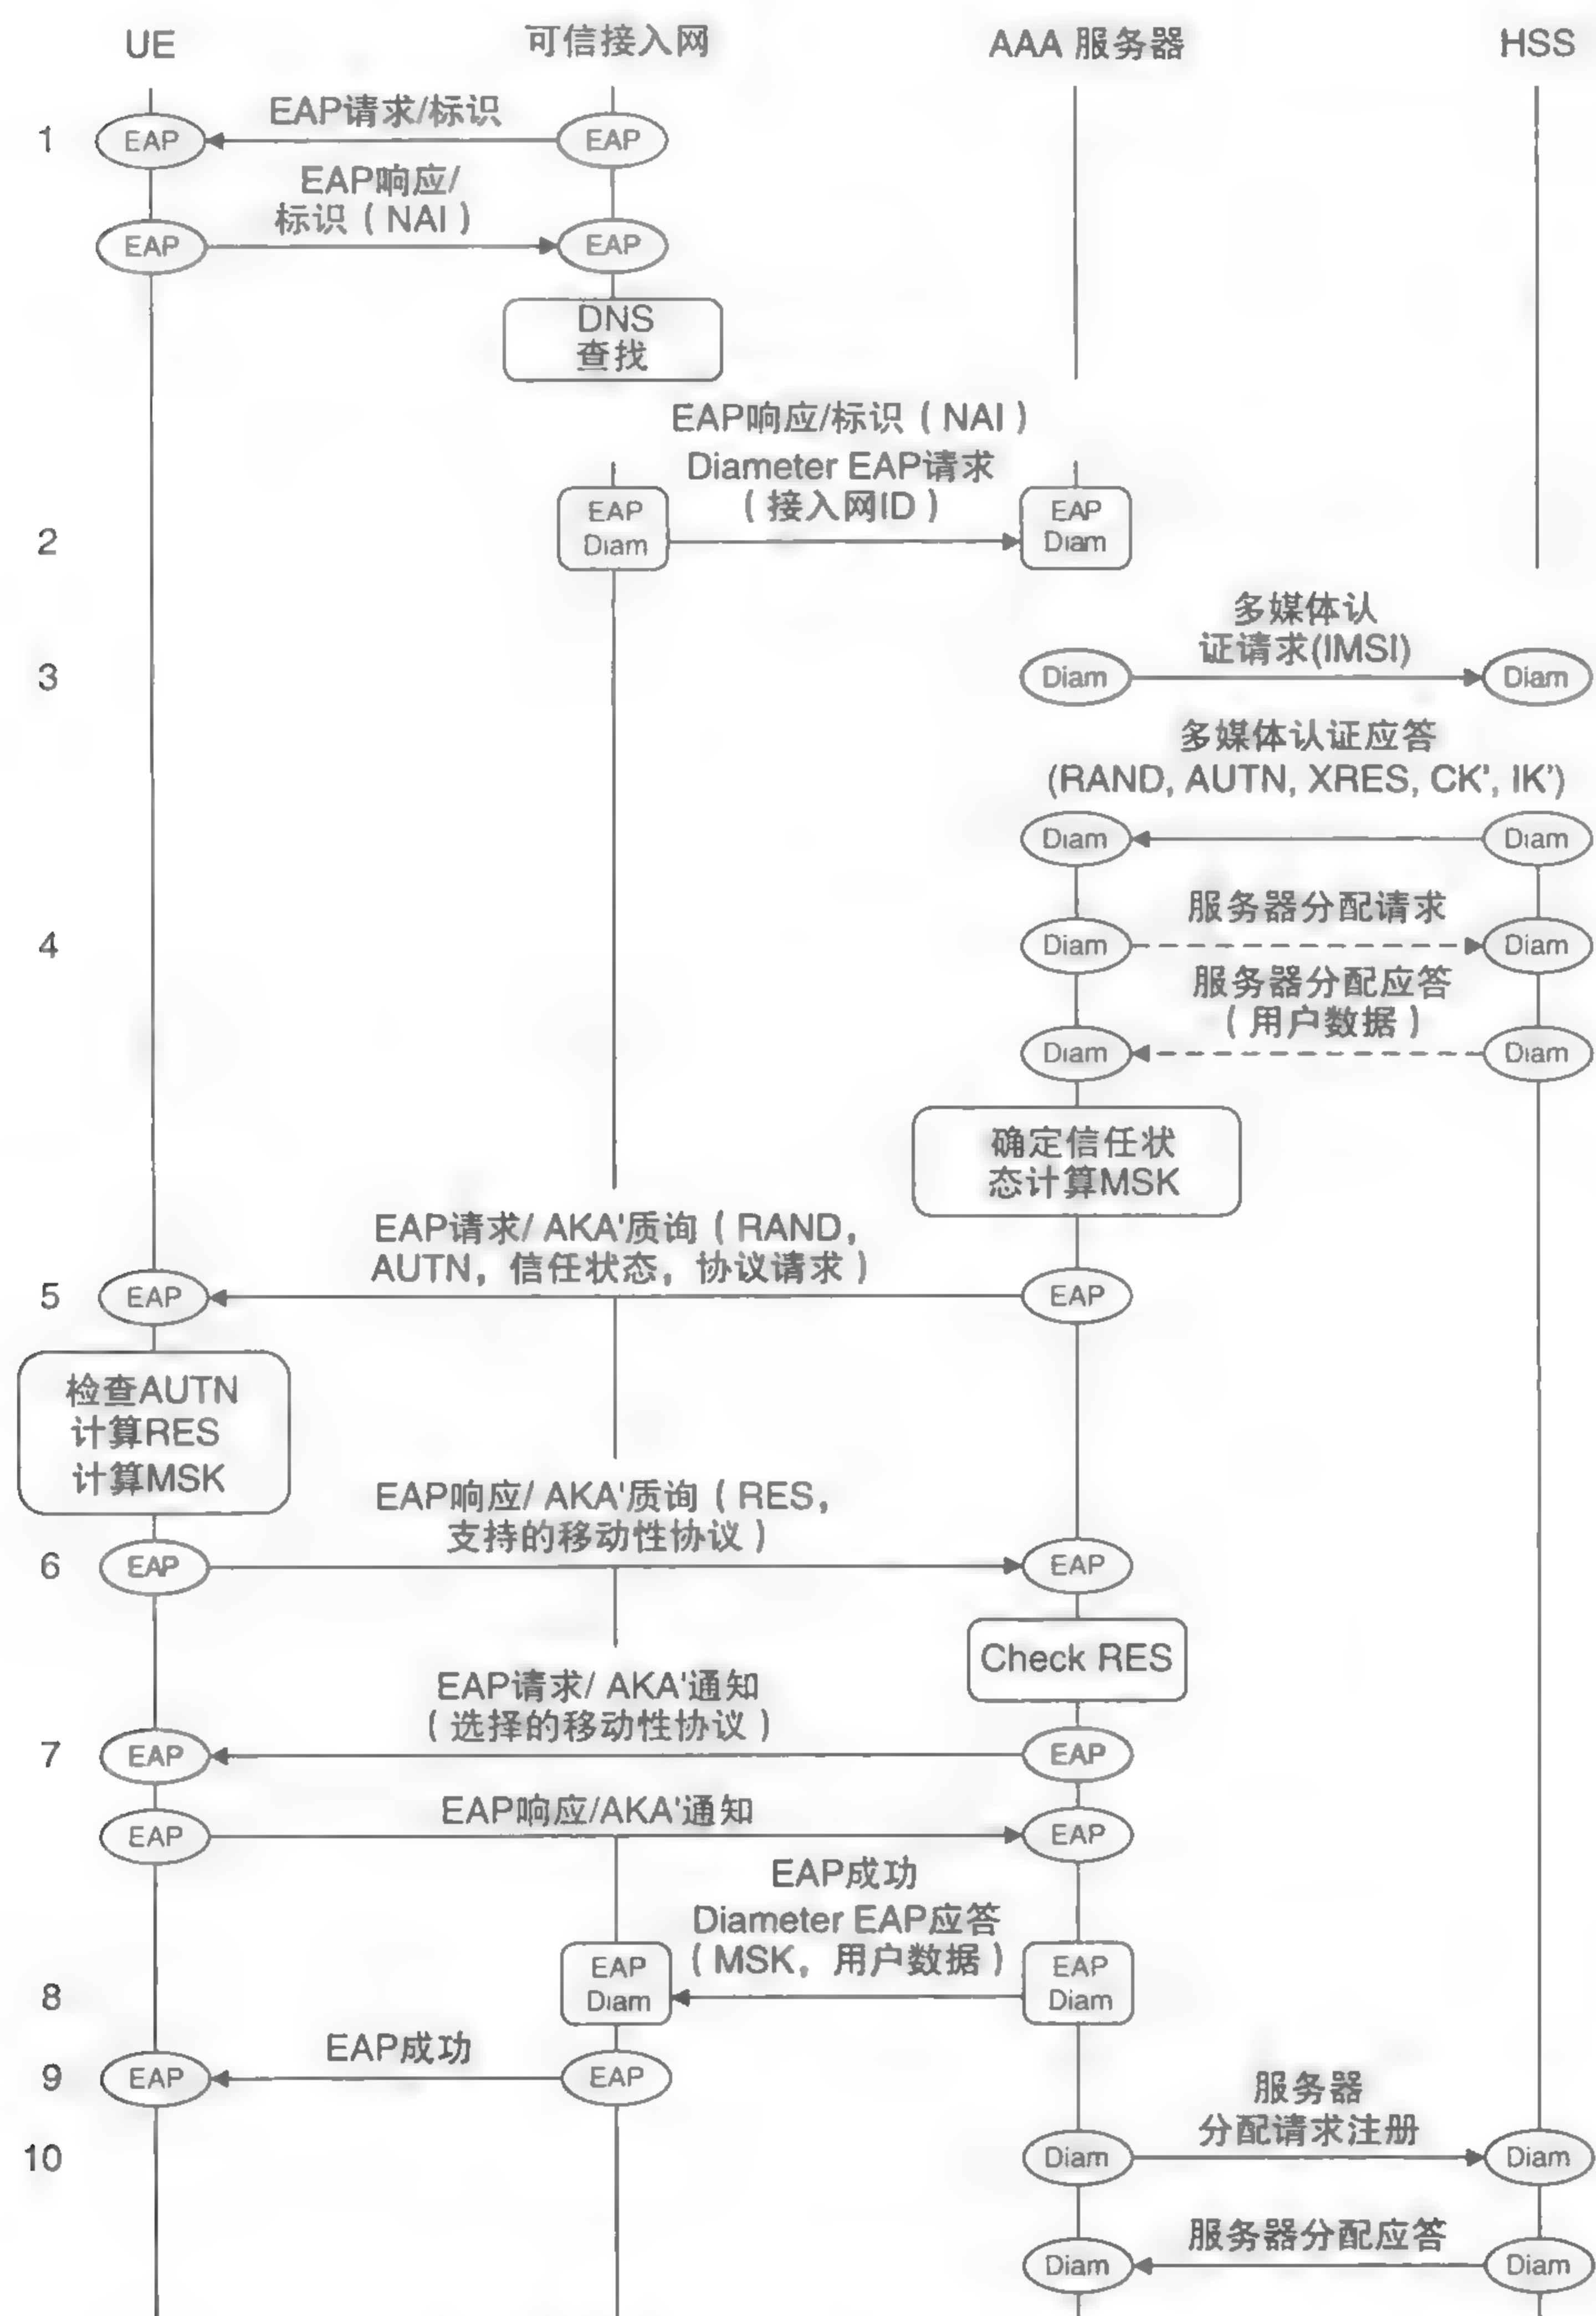 UE
可信接入网
AAA 服务器
HSS
EAP请求/标识
1
EAP
EAP
EAP响应/
标识(NAI)
EAP
EAP
DNS
查找
EAP响应/标识(NAI)
Diameter EAP请求
(接入网ID)
EAP
Diam
EAP
Diam
2
多媒体认
证请求(IMSI)
3
Diam
Diam
多媒体认证应答
(RAND, AUTN, XRES, CK', IK')
Diam
Diam
服务器分配请求
4
Diam
Diam
服务器分配应答
(用户数据)
Diam
Diam
确定信任状
态计算MSK
EAP请求/ AKA'质询(RAND,
AUTN,信任状态,协议请求)
5
EAP
EAP
检查AUTN
计算RES
计算MSK
EAP响应/ AKA'质询(RES,
支持的移动性协议)
6
EAP
EAP
Check RES
EAP请求/ AKA'通知
(选择的移动性协议)
7
EAP
EAP
EAP响应/AKA'通知
EAP
EAP
EAP成功
Diameter EAP应答
(MSK,用户数据)
EAP
Diam
EAP
Diam
8
EAP成功
9
EAP
EAP
服务器
分配请求注册
10
Diam
Diam
服务器分配应答
Diam
Diam